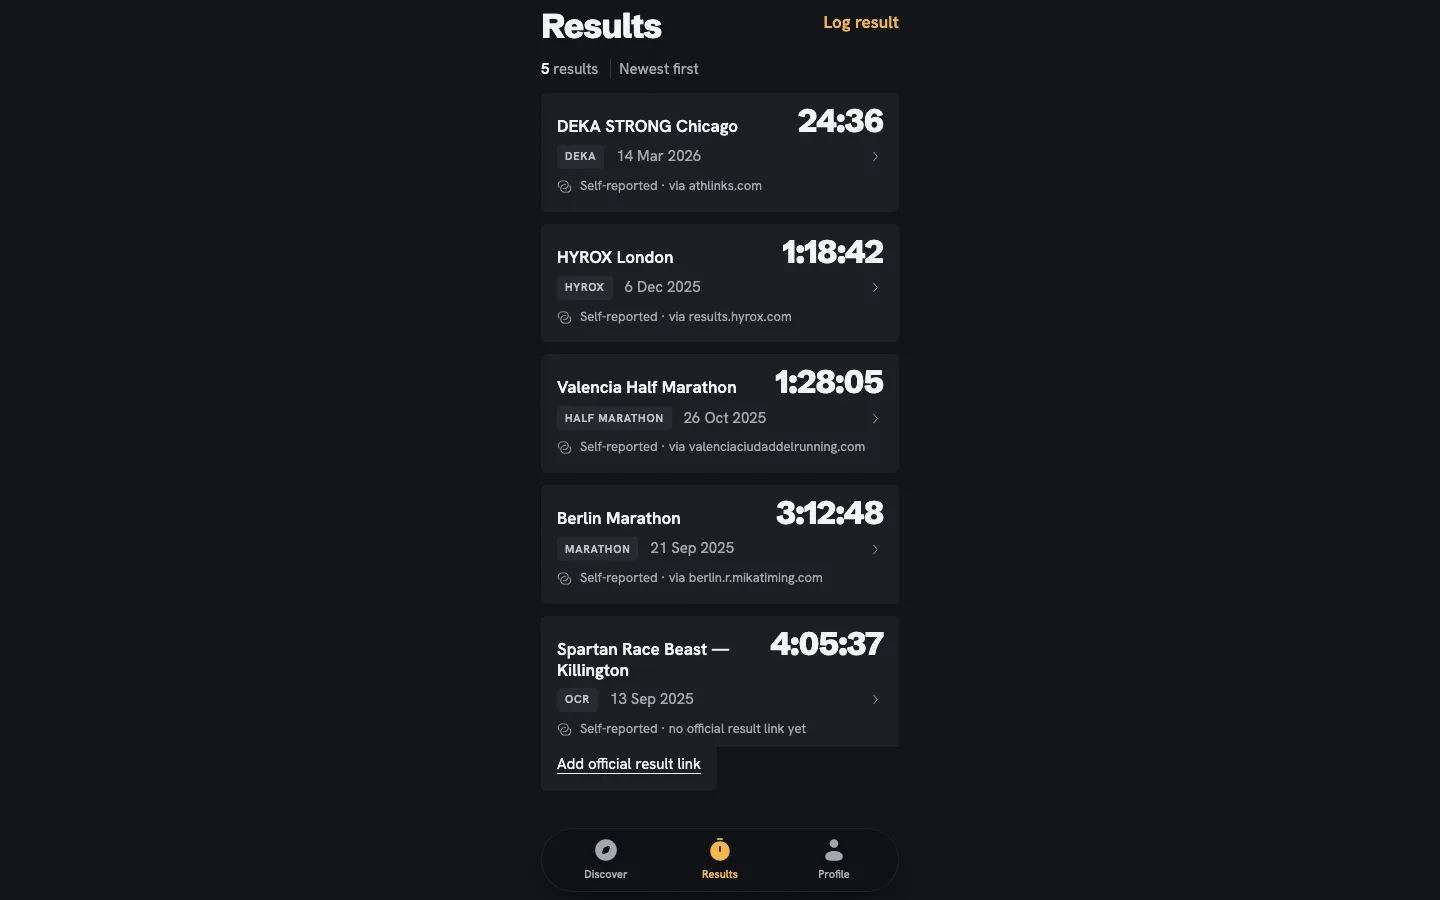 Results
Log result
5 results
Newest first
DEKA STRONG Chicago
24:36
DEKA
14 Mar 2026
Self-reported · via athlinks.com
HYROX London
1:18:42
HYROX
6 Dec 2025
Self-reported · via results.hyrox.com
Valencia Half Marathon
1:28:05
HALF MARATHON
26 Oct 2025
Self-reported · via valenciaciudaddelrunning.com
Berlin Marathon
3:12:48
MARATHON
21 Sep 2025
Self-reported · via berlin.r.mikatiming.com
Spartan Race Beast —
Killington
4:05:37
OCR
13 Sep 2025
Self-reported · no official result link yet
Add official result link
Discover
Results
Profile